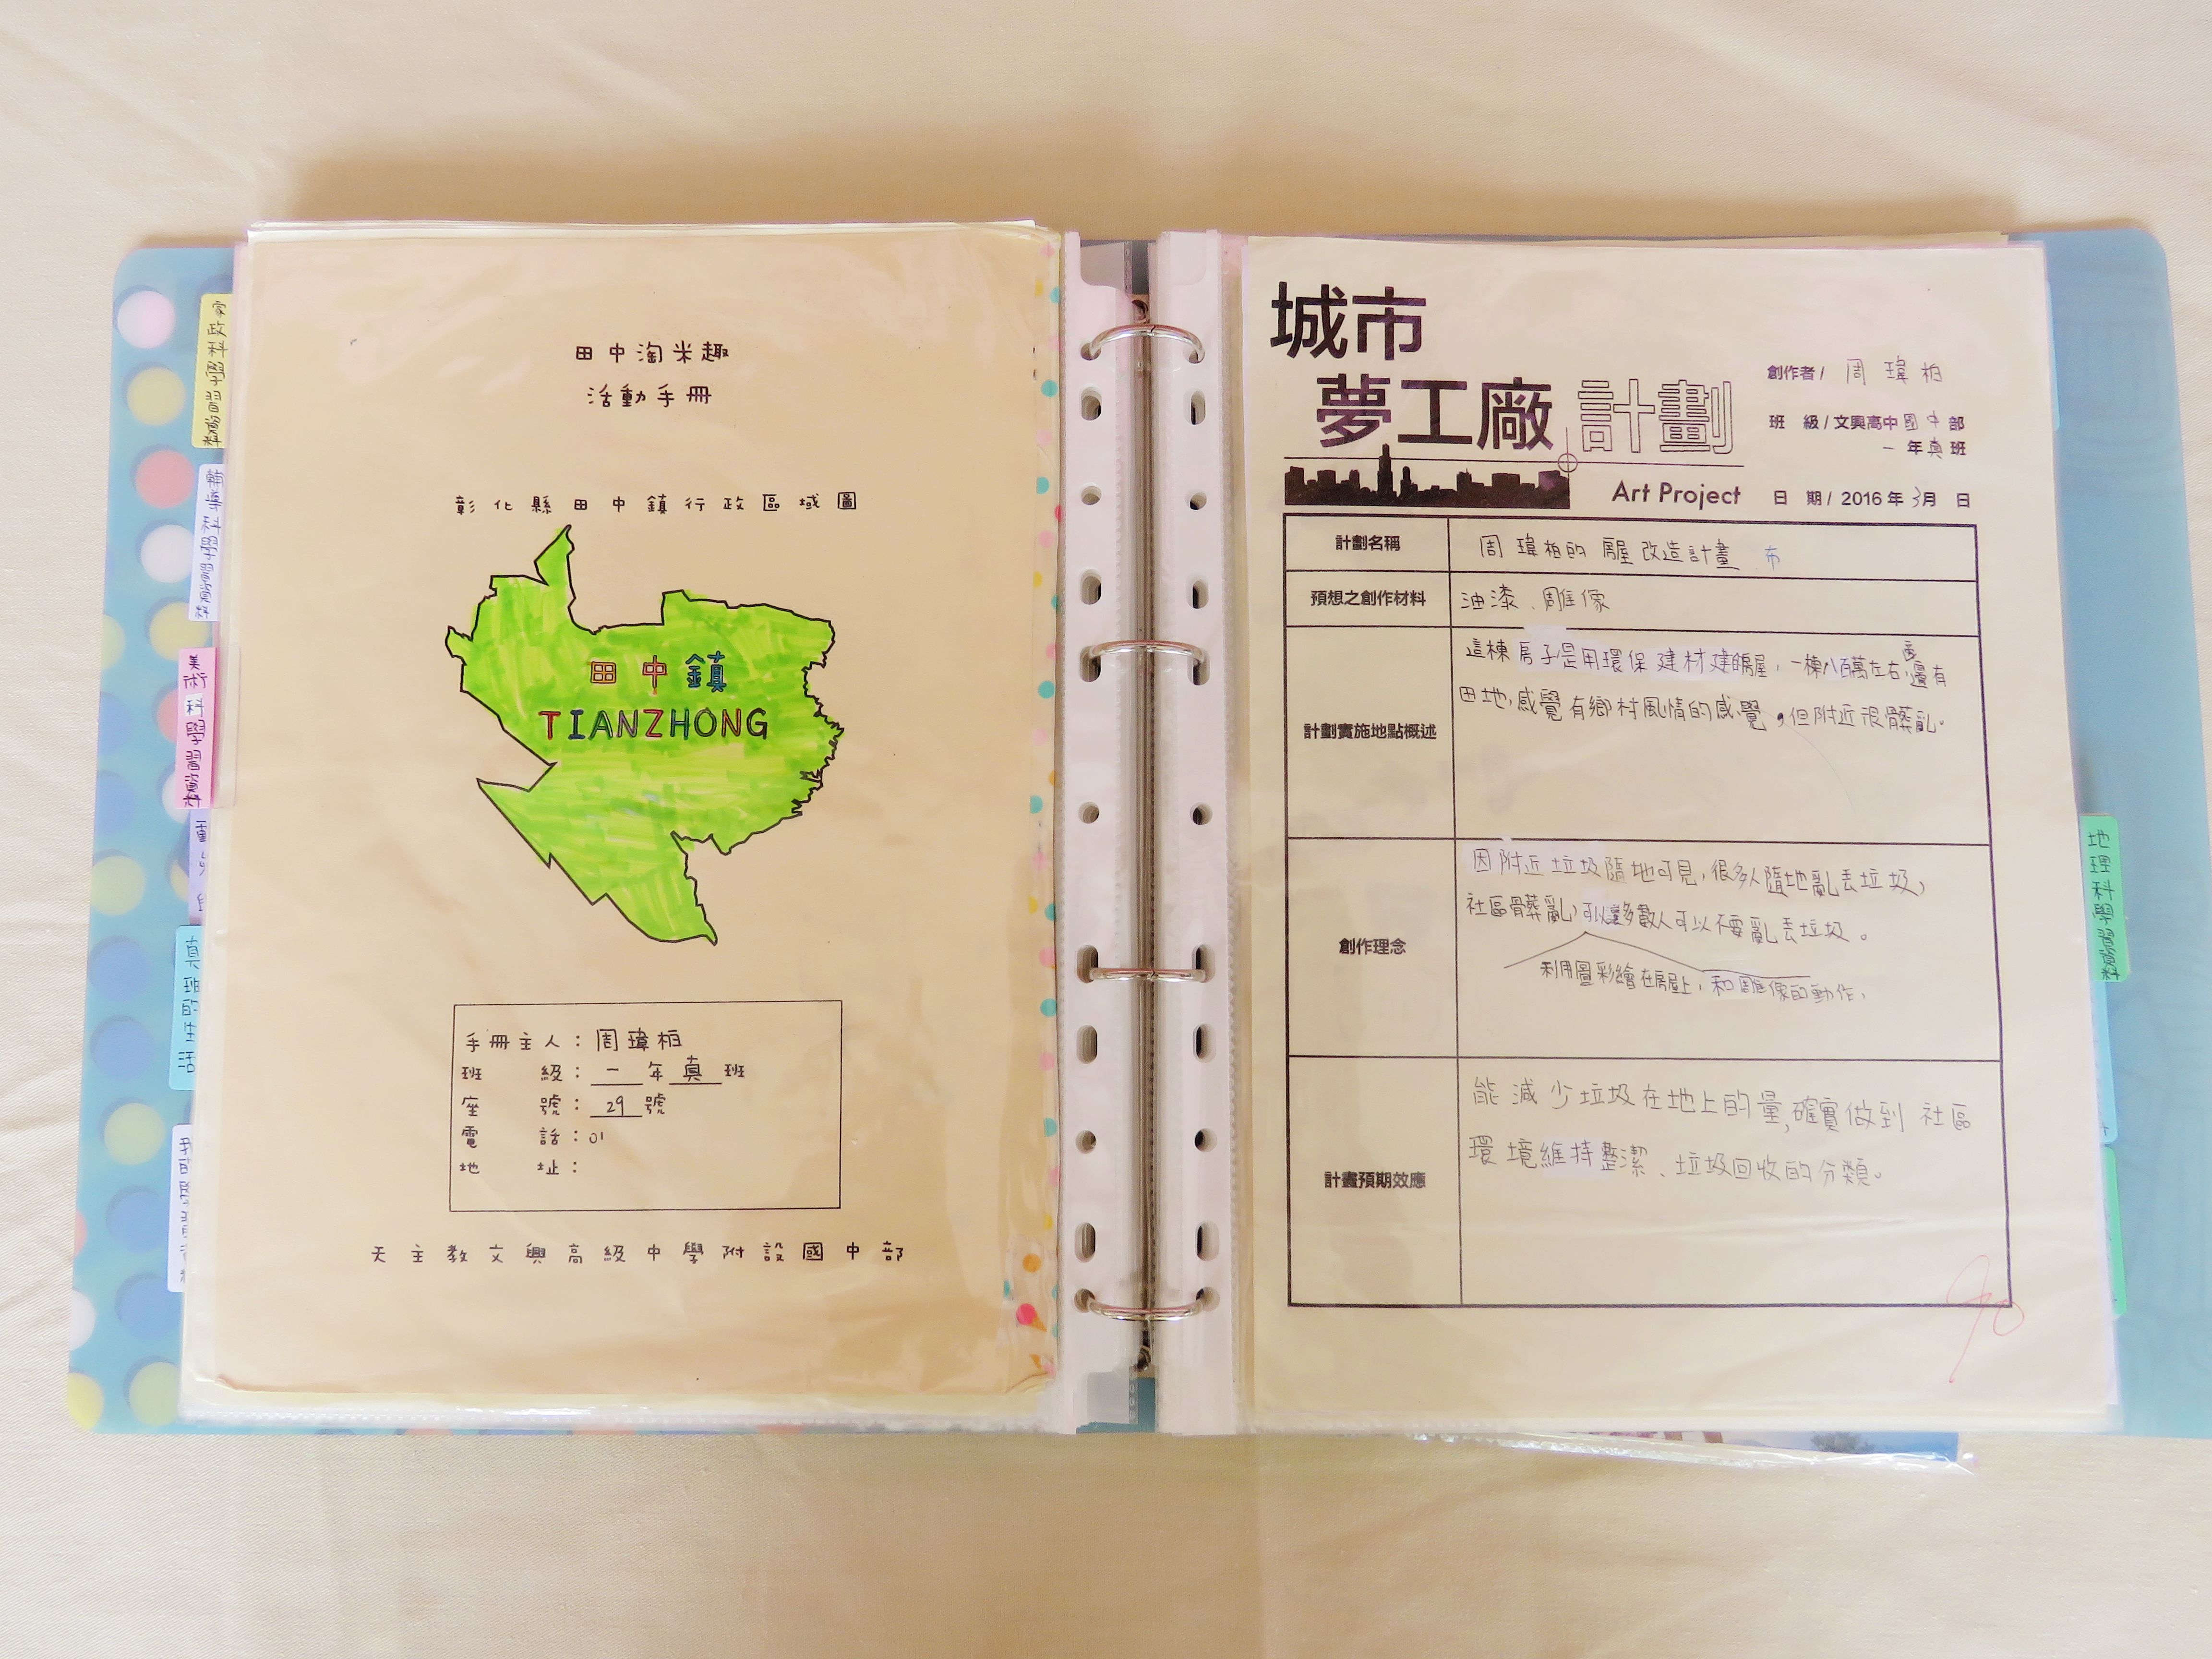 家政科學習資料
輔導科學習資料
美術科學習資料
真班的生活
田中淘米趣
活動手冊
彰化縣田中鎮行政區域圖
田中鎮
TIANZHONG
手冊主人：周瑋柏
班 級：一年真班
座 號：29號
電 話：01
地 址：
天主教文興高級中學附設國中部
城市
夢工廠計劃
Art Project
創作者/ 周瑋柏
班 級/文興高中國中部
一年真班
日 期/ 2016年3月 日
計劃名稱
周瑋柏的房屋改造計畫
預想之創作材料
油漆、雕像
計劃實施地點概述
這棟房子是用環保建材建的房屋，一棟八百萬左右，旁邊有
田地，感覺有鄉村風情的感覺，但附近很髒亂。
創作理念
因附近垃圾隨地可見，很多人隨地亂丟垃圾，
社區髒亂，可以讓多數人可以不要亂丟垃圾。
利用圖彩繪在房屋上，和雕像的動作，
計畫預期效應
能減少垃圾在地上的量，確實做到社區
環境維持整潔、垃圾回收的分類。
90
地理科學習資料